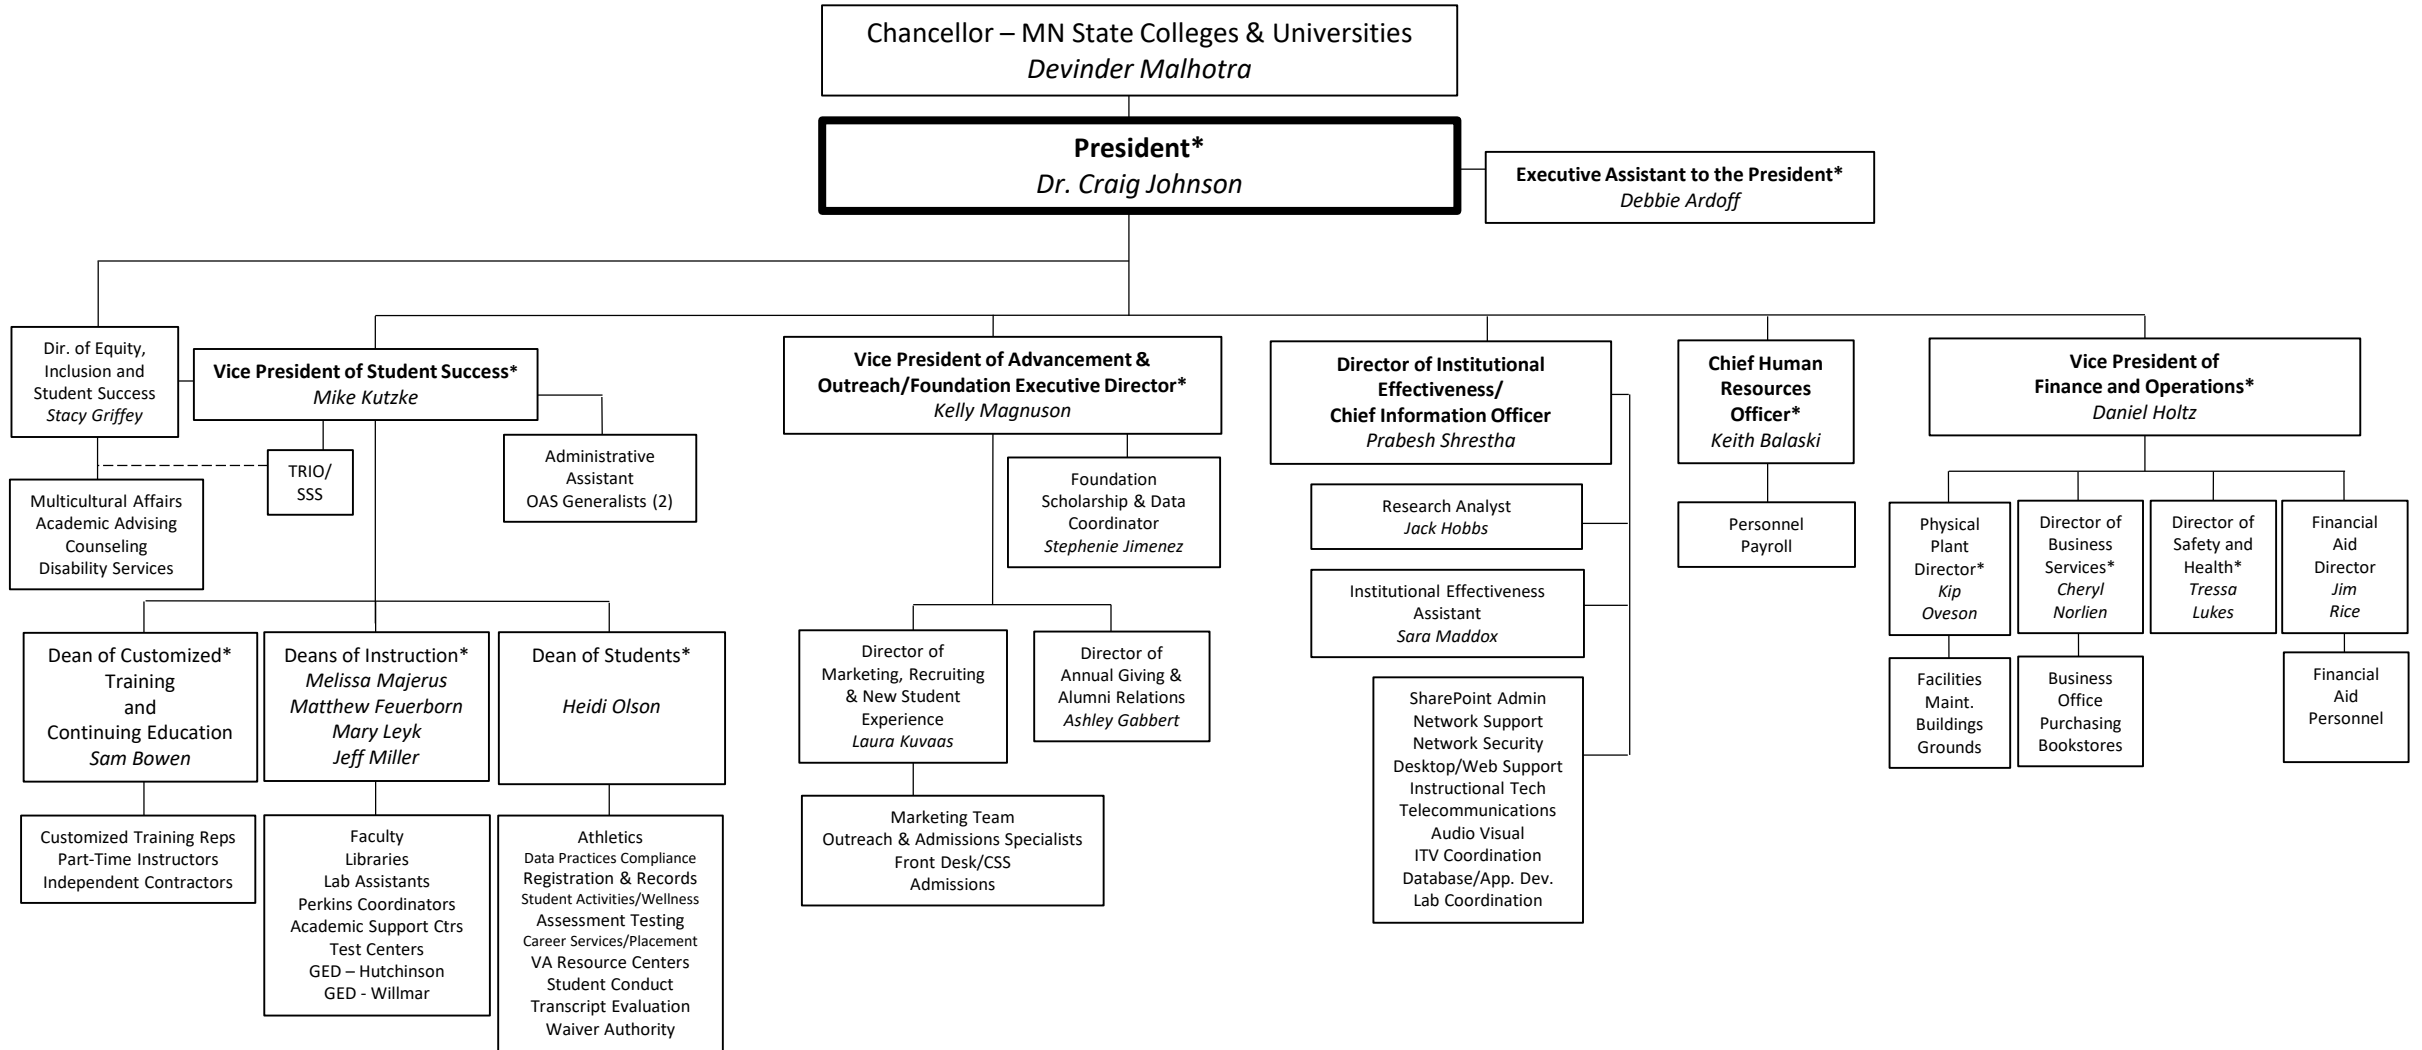 Chancellor – MN State Colleges & Universities
Devinder Malhotra
President*
Dr. Craig Johnson
Executive Assistant to the President*
Debbie Ardoff
Dir. of Equity,
Inclusion and
Student Success
Stacy Griffey
Vice President of Student Success*
Mike Kutzke
Vice President of Advancement &
Outreach/Foundation Executive Director*
Kelly Magnuson
Director of Institutional
Effectiveness/
Chief Information Officer
Prabesh Shrestha
Chief Human
Resources
Officer*
Keith Balaski
Vice President of
Finance and Operations*
Daniel Holtz
Multicultural Affairs
Academic Advising
Counseling
Disability Services
TRIO/
SSS
Administrative
Assistant
OAS Generalists (2)
Foundation
Scholarship & Data
Coordinator
Stephenie Jimenez
Research Analyst
Jack Hobbs
Institutional Effectiveness
Assistant
Sara Maddox
SharePoint Admin
Network Support
Network Security
Desktop/Web Support
Instructional Tech
Telecommunications
Audio Visual
ITV Coordination
Database/App. Dev.
Lab Coordination
Personnel
Payroll
Physical
Plant
Director*
Kip
Oveson
Director of
Business
Services*
Cheryl
Norlien
Director of
Safety and
Health*
Tressa
Lukes
Financial
Aid
Director
Jim
Rice
Facilities
Maint.
Buildings
Grounds
Business
Office
Purchasing
Bookstores
Financial
Aid
Personnel
Dean of Customized*
Training
and
Continuing Education
Sam Bowen
Deans of Instruction*
Melissa Majerus
Matthew Feuerborn
Mary Leyk
Jeff Miller
Dean of Students*
Heidi Olson
Director of
Marketing, Recruiting
& New Student
Experience
Laura Kuvaas
Director of
Annual Giving &
Alumni Relations
Ashley Gabbert
Customized Training Reps
Part-Time Instructors
Independent Contractors
Faculty
Libraries
Lab Assistants
Perkins Coordinators
Academic Support Ctrs
Test Centers
GED – Hutchinson
GED - Willmar
Athletics
Data Practices Compliance
Registration & Records
Student Activities/Wellness
Assessment Testing
Career Services/Placement
VA Resource Centers
Student Conduct
Transcript Evaluation
Waiver Authority
Marketing Team
Outreach & Admissions Specialists
Front Desk/CSS
Admissions